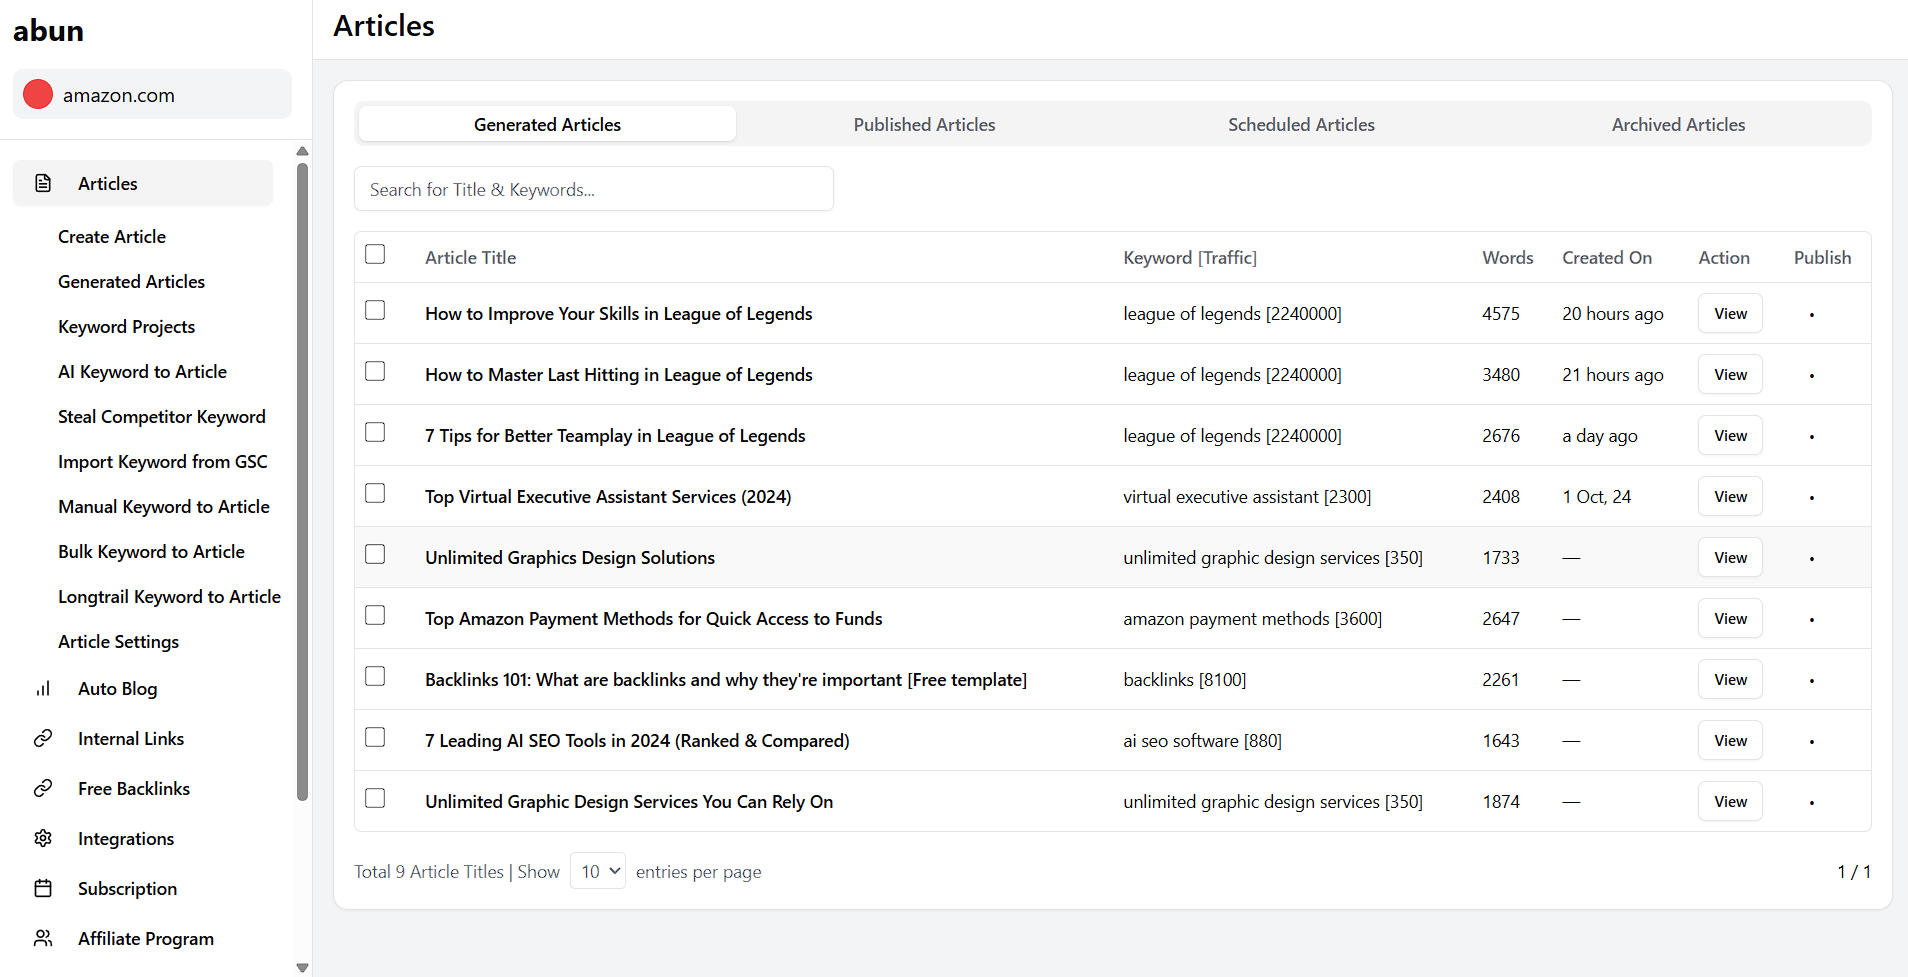 abun
amazon.com
Articles
Create Article
Generated Articles
Keyword Projects
AI Keyword to Article
Steal Competitor Keyword
Import Keyword from GSC
Manual Keyword to Article
Bulk Keyword to Article
Longtrail Keyword to Article
Article Settings
Auto Blog
Internal Links
Free Backlinks
Integrations
Subscription
Affiliate Program
Articles
Generated Articles Published Articles Scheduled Articles Archived Articles
Search for Title & Keywords...
Article Title Keyword [Traffic] Words Created On Action Publish
How to Improve Your Skills in League of Legends league of legends [2240000] 4575 20 hours ago View •
How to Master Last Hitting in League of Legends league of legends [2240000] 3480 21 hours ago View •
7 Tips for Better Teamplay in League of Legends league of legends [2240000] 2676 a day ago View •
Top Virtual Executive Assistant Services (2024) virtual executive assistant [2300] 2408 1 Oct, 24 View •
Unlimited Graphics Design Solutions unlimited graphic design services [350] 1733 — View •
Top Amazon Payment Methods for Quick Access to Funds amazon payment methods [3600] 2647 — View •
Backlinks 101: What are backlinks and why they're important [Free template] backlinks [8100] 2261 — View •
7 Leading AI SEO Tools in 2024 (Ranked & Compared) ai seo software [880] 1643 — View •
Unlimited Graphic Design Services You Can Rely On unlimited graphic design services [350] 1874 — View •
Total 9 Article Titles | Show 10 entries per page 1 / 1